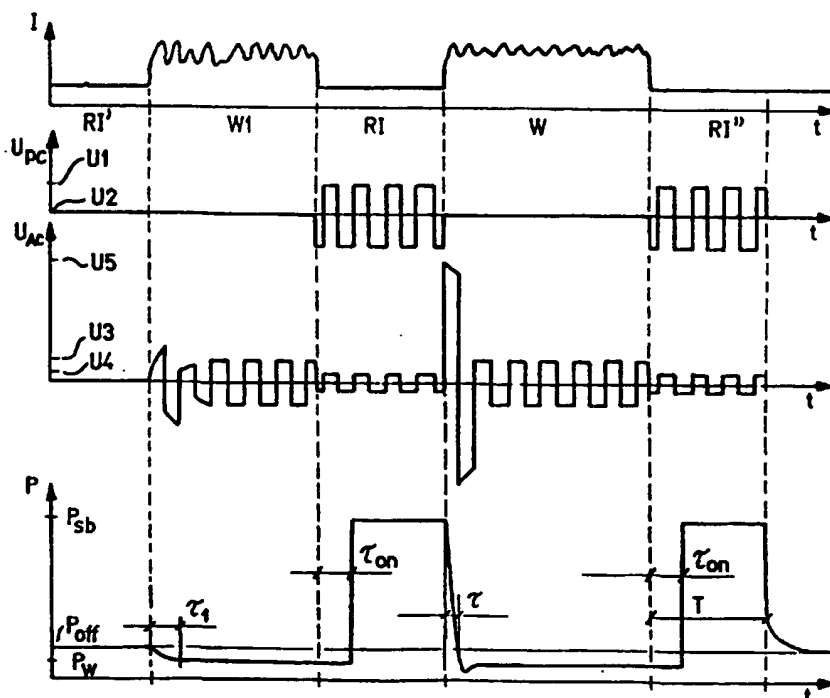 I
RI' W1 RI W RI" t
U_PC
U1
U2
t
U_AC
U5
U3
U4
t
P
P_sb
τ_on τ_on
τ_1 τ T
P_off
P_W
t